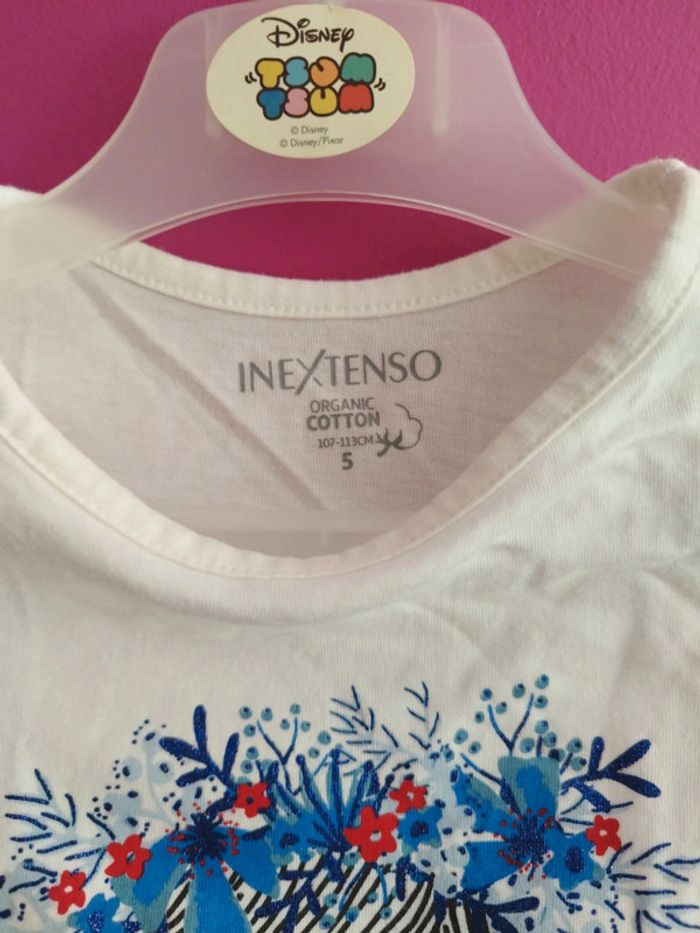 Disney
TSUM
TSUM
© Disney
© Disney/Pixar
INEXTENSO
ORGANIC
COTTON
107-113CM
5